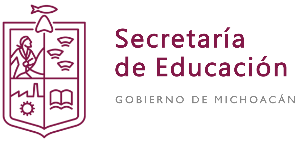 Secretaría
de Educación
GOBIERNO DE MICHOACÁN